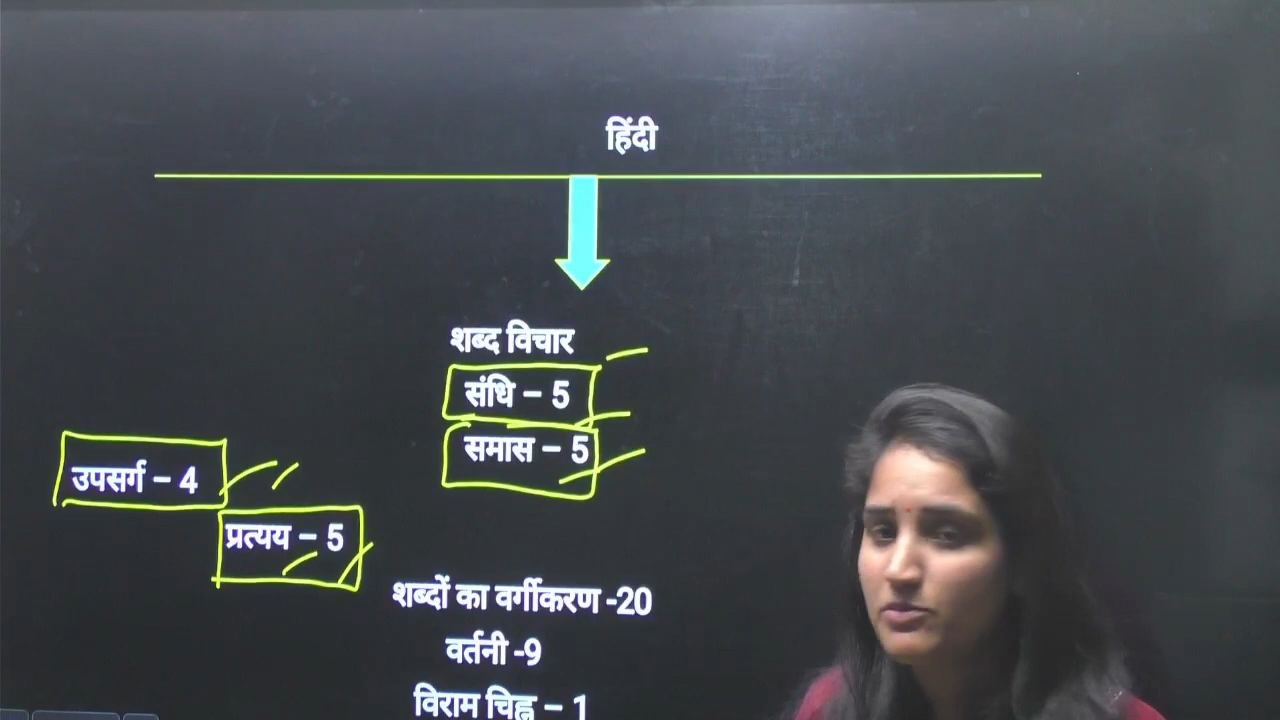 हिंदी
शब्द विचार
संधि – 5
समास – 5
उपसर्ग – 4
प्रत्यय – 5
शब्दों का वर्गीकरण -20
वर्तनी -9
विराम चिह्न – 1